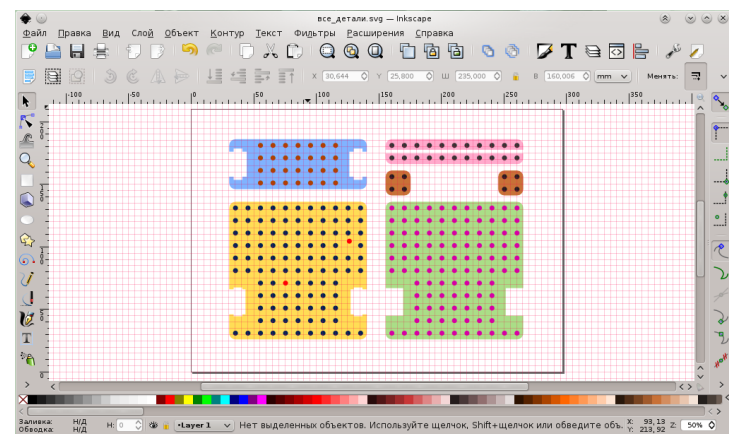 все_детали.svg — Inkscape
Файл Правка Вид Слой Объект Контур Текст Фильтры Расширения Справка
X 30,644 Y 25,800 Ш 235,000 В 160,006 mm Менять:
-100 -50 0 50 100 150 200 250 300 350
Заливка: Н/Д
Обводка: Н/Д
Н: 0 •Layer 1 Нет выделенных объектов. Используйте щелчок, Shift+щелчок или обведите объ. X: 93,13 Y: 213,92 Z: 50%